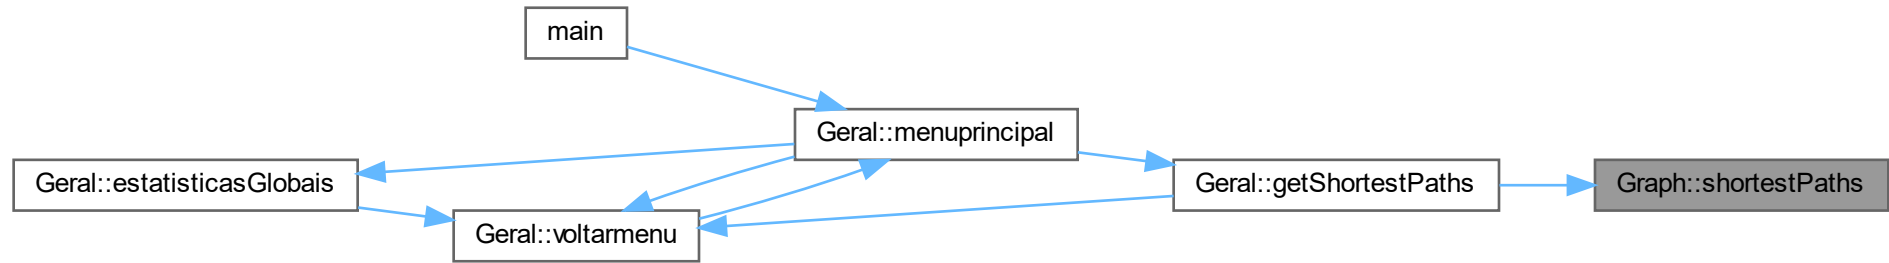 main
Geral::menuprincipal
Geral::estatisticasGlobais
Geral::getShortestPaths
Graph::shortestPaths
Geral::voltarmenu